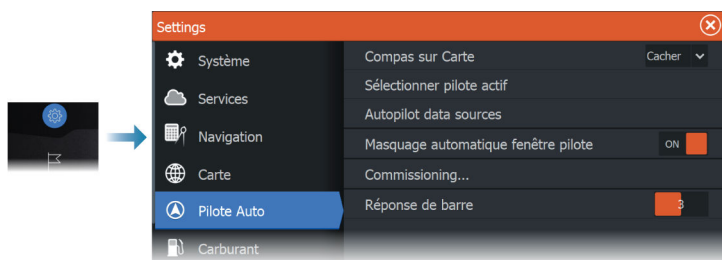 Settings
Système
Services
Navigation
Carte
Pilote Auto
Carburant
Compas sur Carte Cacher
Sélectionner pilote actif
Autopilot data sources
Masquage automatique fenêtre pilote ON
Commissioning...
Réponse de barre 3